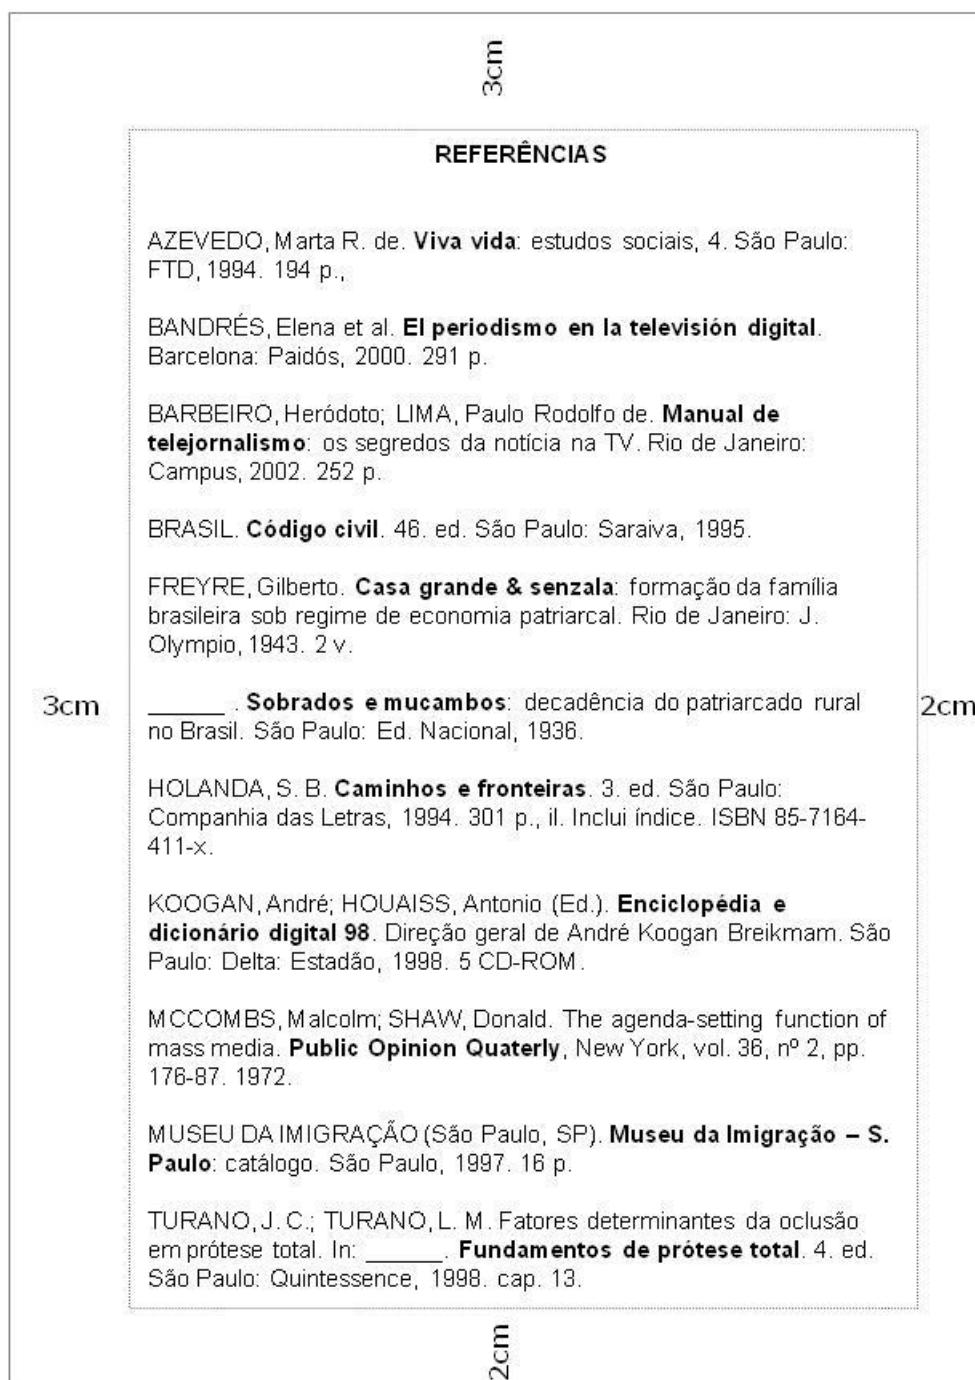 3cm
REFERÊNCIAS
AZEVEDO, Marta R. de. Viva vida: estudos sociais, 4. São Paulo:
FTD, 1994. 194 p.,
BANDRÉS, Elena et al. El periodismo en la televisión digital.
Barcelona: Paidós, 2000. 291 p.
BARBEIRO, Heródoto; LIMA, Paulo Rodolfo de. Manual de
telejornalismo: os segredos da notícia na TV. Rio de Janeiro:
Campus, 2002. 252 p.
BRASIL. Código civil. 46. ed. São Paulo: Saraiva, 1995.
FREYRE, Gilberto. Casa grande & senzala: formação da família
brasileira sob regime de economia patriarcal. Rio de Janeiro: J.
Olympio, 1943. 2 v.
3cm
______ . Sobrados e mucambos: decadência do patriarcado rural
2cm
no Brasil. São Paulo: Ed. Nacional, 1936.
HOLANDA, S. B. Caminhos e fronteiras. 3. ed. São Paulo:
Companhia das Letras, 1994. 301 p., il. Inclui índice. ISBN 85-7164-
411-x.
KOOGAN, André; HOUAISS, Antonio (Ed.). Enciclopédia e
dicionário digital 98. Direção geral de André Koogan Breikmam. São
Paulo: Delta: Estadão, 1998. 5 CD-ROM.
MCCOMBS, Malcolm; SHAW, Donald. The agenda-setting function of
mass media. Public Opinion Quaterly, New York, vol. 36, nº 2, pp.
176-87. 1972.
MUSEU DA IMIGRAÇÃO (São Paulo, SP). Museu da Imigração – S.
Paulo: catálogo. São Paulo, 1997. 16 p.
TURANO, J. C.; TURANO, L. M. Fatores determinantes da oclusão
em prótese total. In: ______. Fundamentos de prótese total. 4. ed.
São Paulo: Quintessence, 1998. cap. 13.
2cm